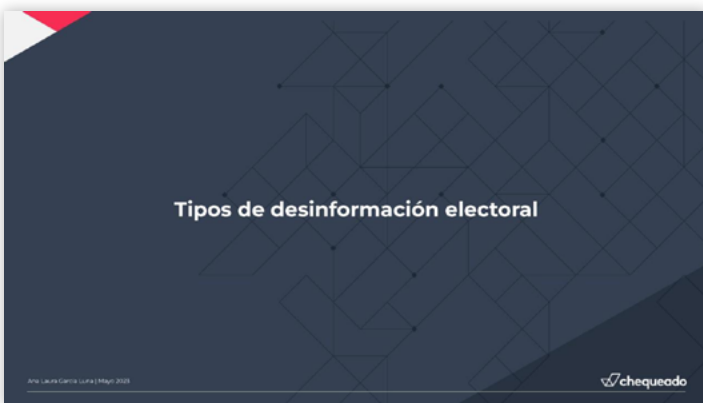 Tipos de desinformación electoral
Ana Laura García Luna | Mayo 2023
chequeado